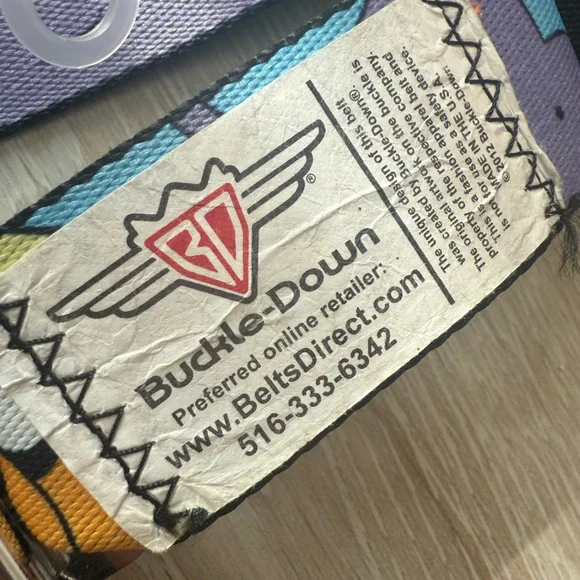 BD
®
Buckle-Down
Preferred online retailer:
www.BeltsDirect.com
516-333-6342
The unique design of this belt
was created by Buckle-Down®.
The original artwork on the buckle is
property of the respective belt company.
This is a fashion apparel belt and
is not for use as a safety device.
MADE IN THE U.S.A.
©2012 Buckle-Down